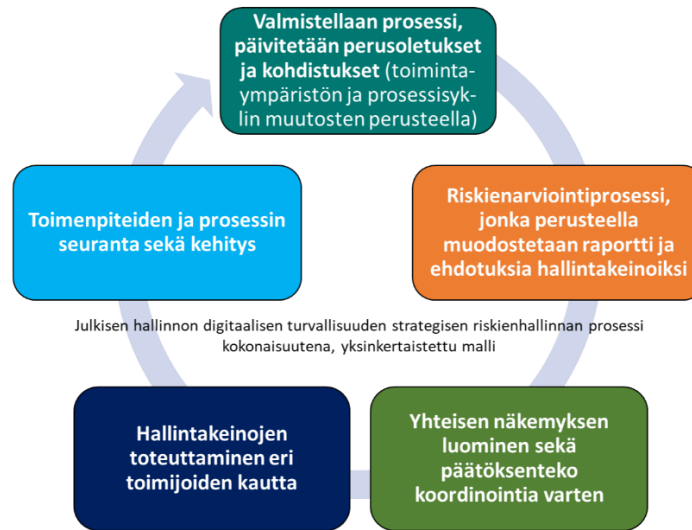 Valmistellaan prosessi,
päivitetään perusoletukset
ja kohdistukset (toiminta-
ympäristön ja prosessisyk-
lin muutosten perusteella)
Riskienarviointiprosessi,
jonka perusteella
muodostetaan raportti ja
ehdotuksia hallintakeinoiksi
Toimenpiteiden ja prosessin
seuranta sekä kehitys
Julkisen hallinnon digitaalisen turvallisuuden strategisen riskienhallinnan prosessi
kokonaisuutena, yksinkertaistettu malli
Yhteisen näkemyksen
luominen sekä
päätöksenteko
koordinointia varten
Hallintakeinojen
toteuttaminen eri
toimijoiden kautta